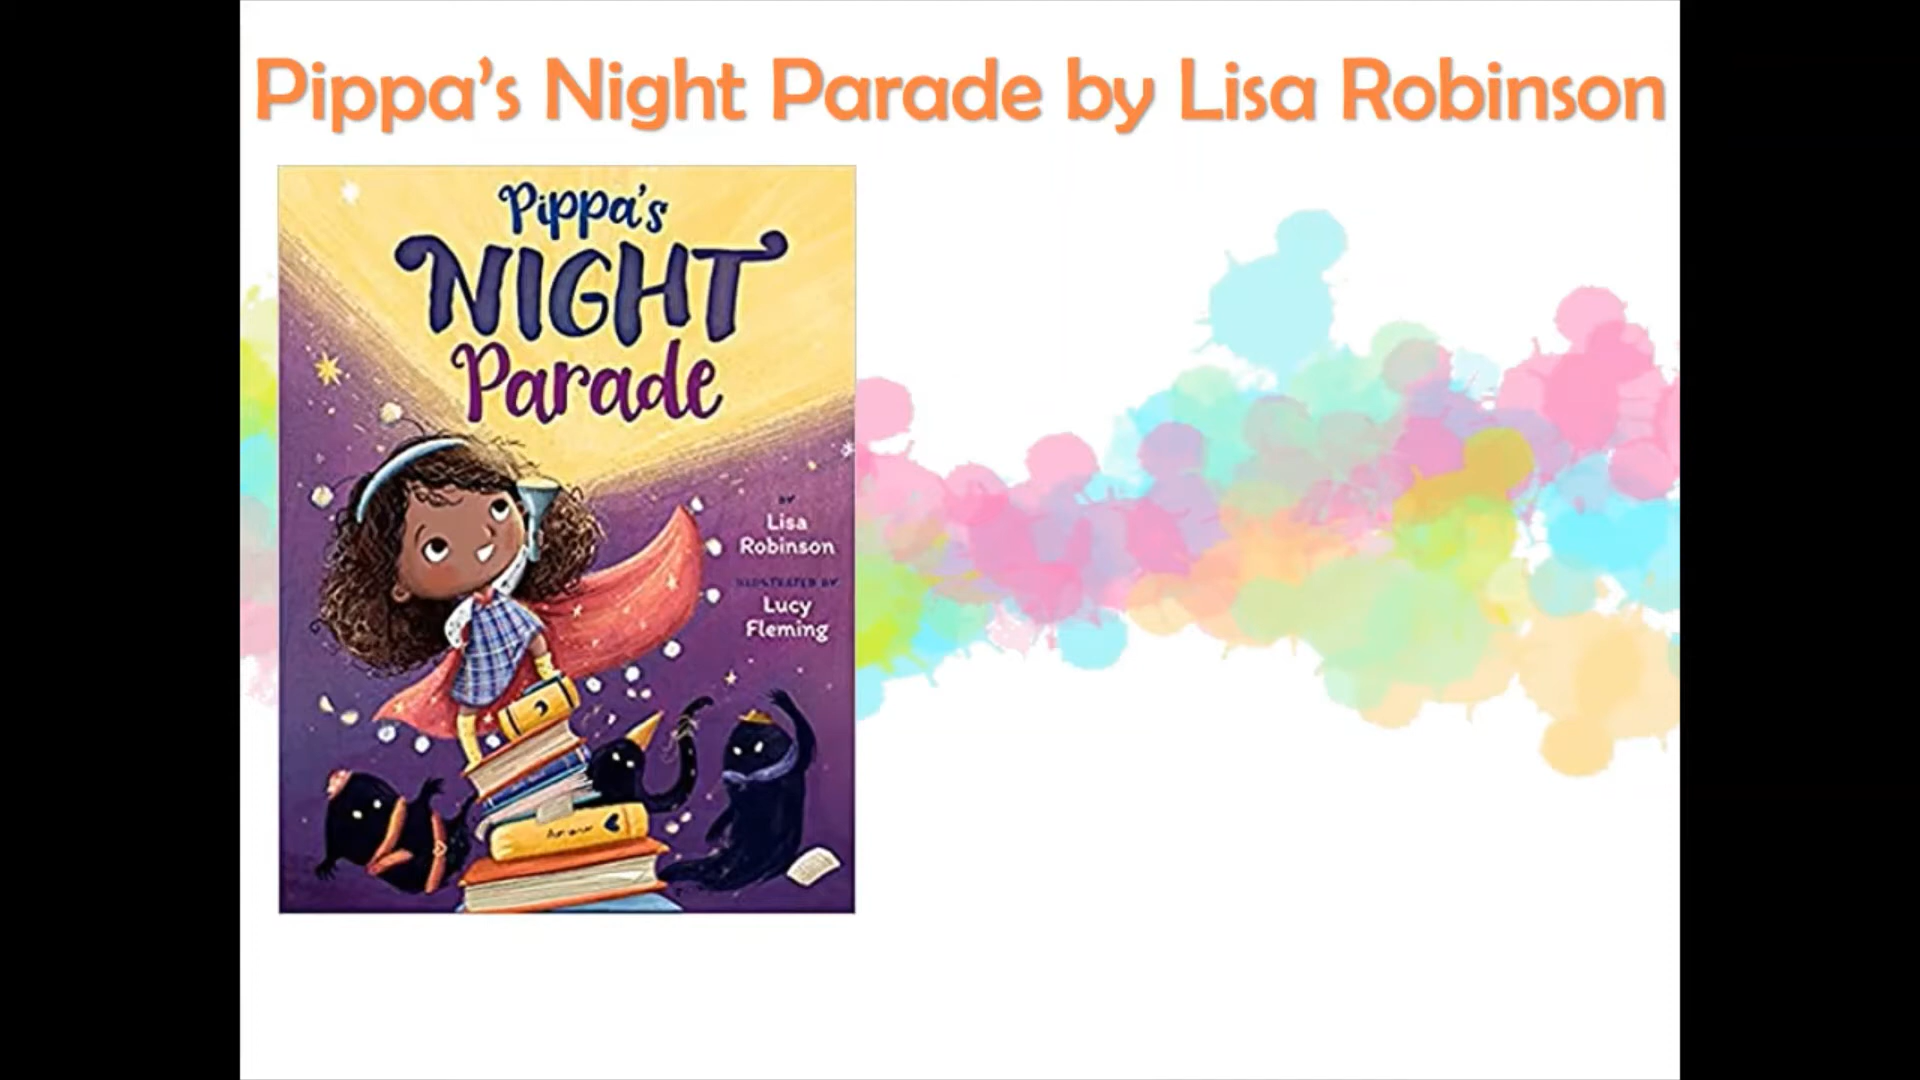 Pippa's Night Parade by Lisa Robinson
Pippa's
NIGHT
Parade
BY
Lisa
Robinson
ILLUSTRATED BY
Lucy
Fleming